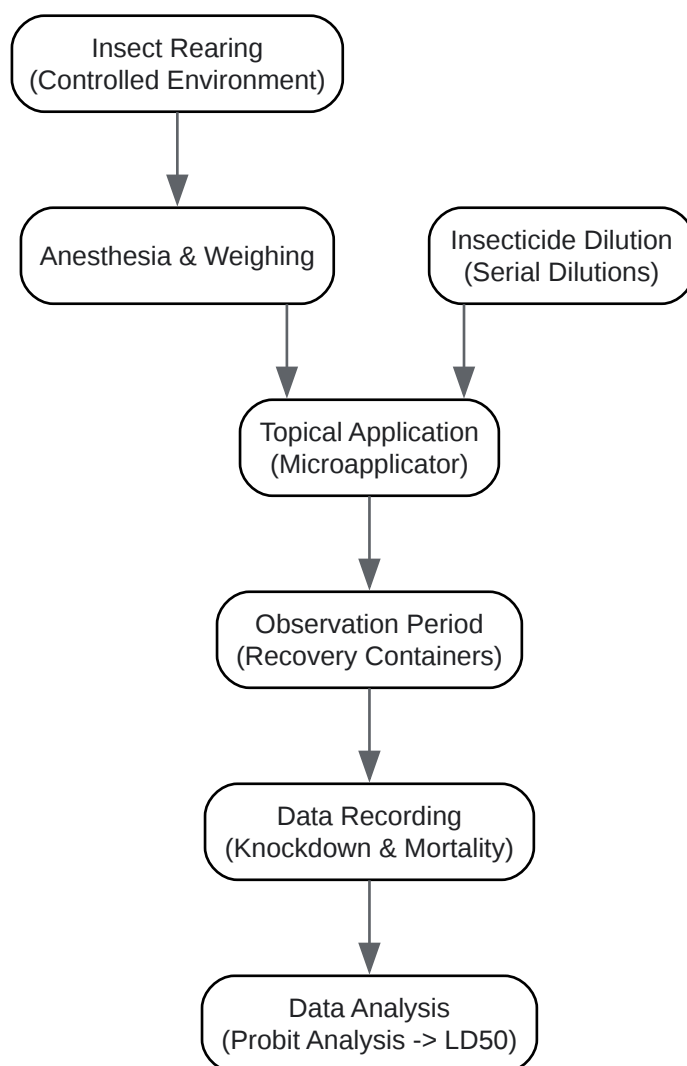 Insect Rearing
(Controlled Environment)
Anesthesia & Weighing
Insecticide Dilution
(Serial Dilutions)
Topical Application
(Microapplicator)
Observation Period
(Recovery Containers)
Data Recording
(Knockdown & Mortality)
Data Analysis
(Probit Analysis -> LD50)